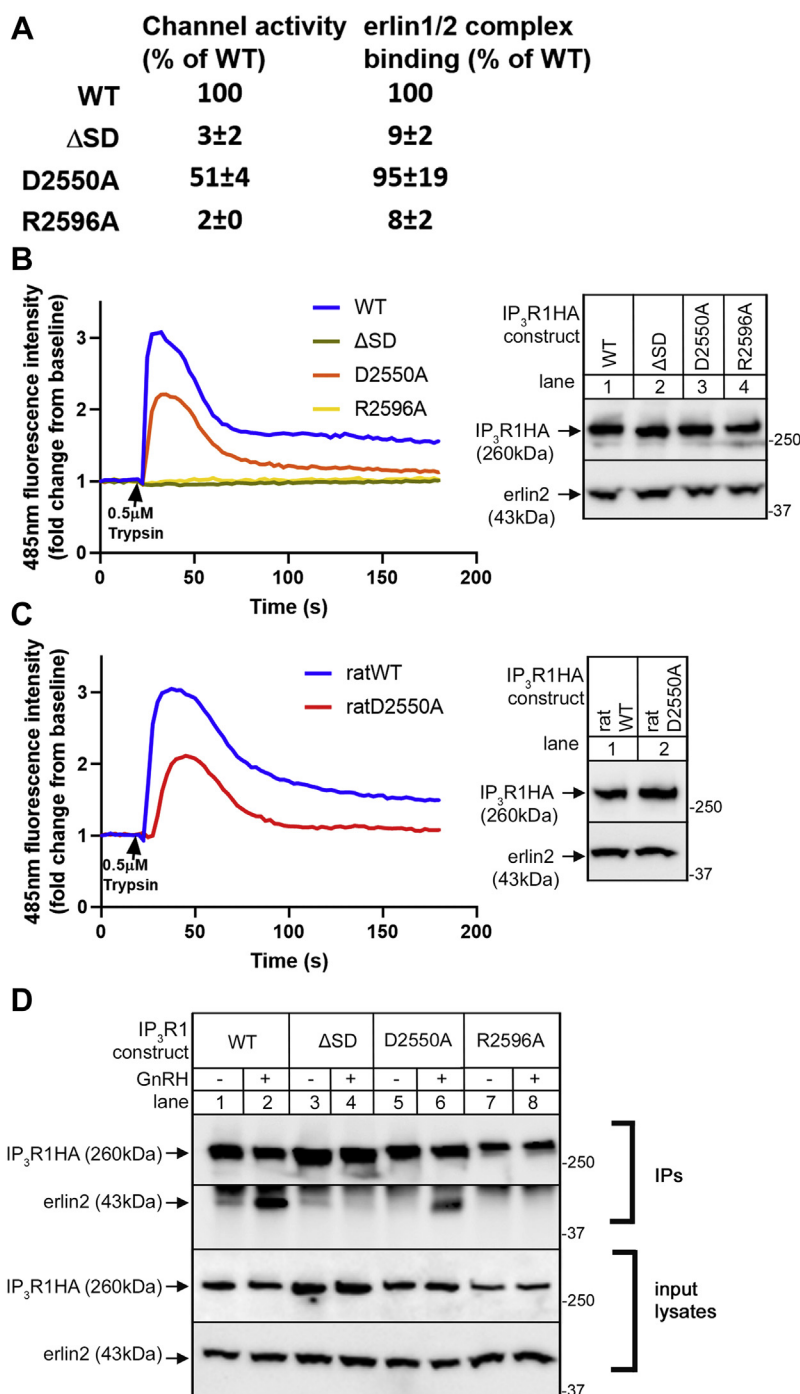 A
Channel activity erlin1/2 complex
(% of WT) binding (% of WT)
WT 100 100
ΔSD 3±2 9±2
D2550A 51±4 95±19
R2596A 2±0 8±2
B
485nm fluorescence intensity
(fold change from baseline)
3
2
1
0
0 50 100 150 200
Time (s)
0.5μM
Trypsin
WT
ΔSD
D2550A
R2596A
IP3R1HA
construct
WT ΔSD D2550A R2596A
lane 1 2 3 4
IP3R1HA
(260kDa)
-250
erlin2
(43kDa)
-37
C
485nm fluorescence intensity
(fold change from baseline)
3
2
1
0
0 50 100 150 200
Time (s)
0.5μM
Trypsin
ratWT
ratD2550A
IP3R1HA
construct
rat WT
rat D2550A
lane 1 2
IP3R1HA
(260kDa)
-250
erlin2
(43kDa)
-37
D
IP3R1
construct
WT ΔSD D2550A R2596A
GnRH - + - + - + - +
lane 1 2 3 4 5 6 7 8
IP3R1HA (260kDa)
-250
erlin2 (43kDa)
-37
IPs
IP3R1HA (260kDa)
-250
erlin2 (43kDa)
-37
input
lysates